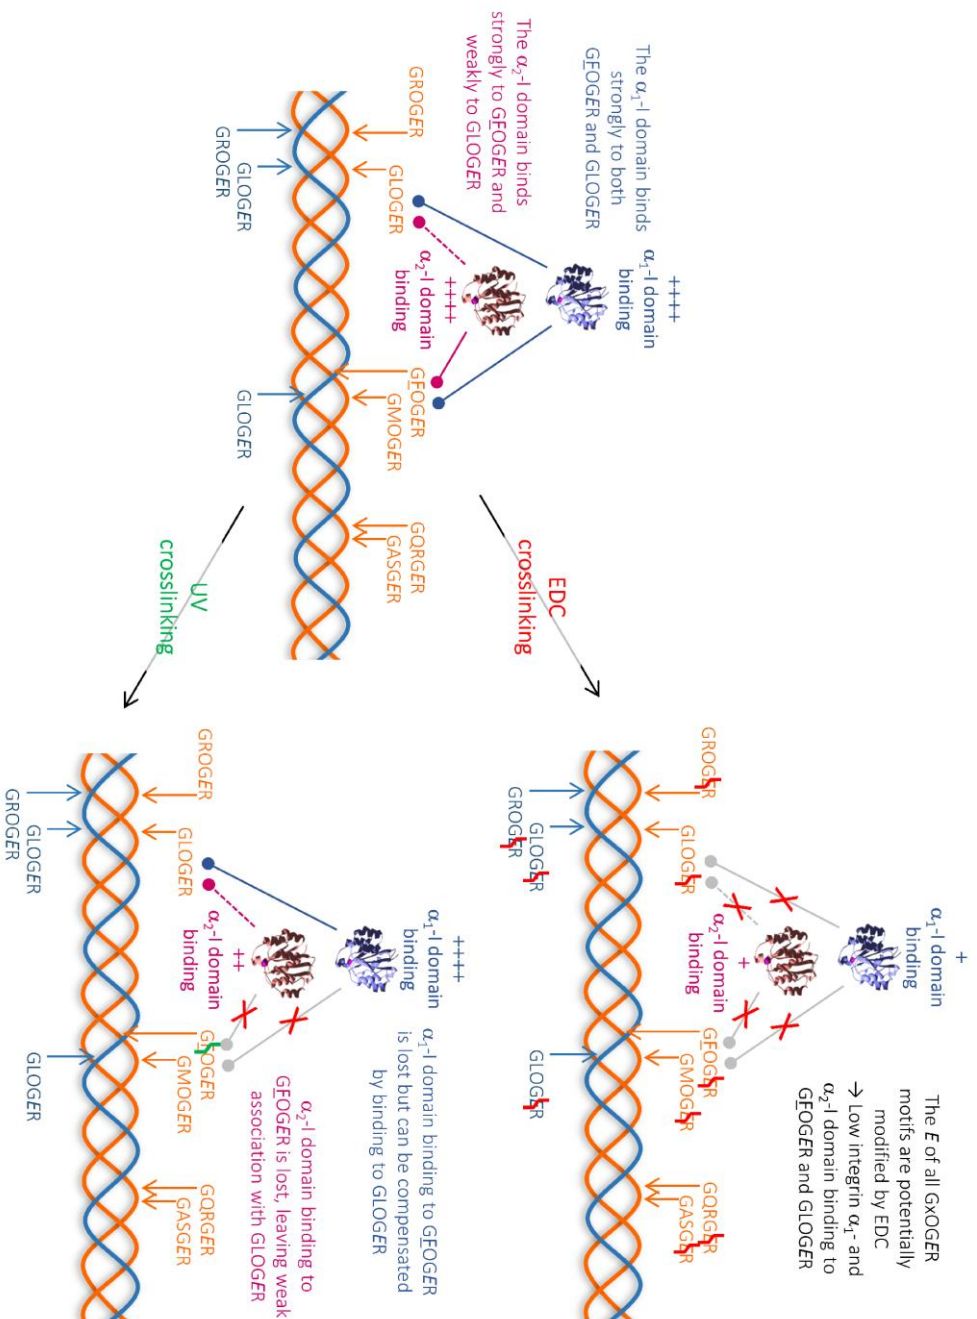 The α1-I domain binds
strongly to both
GFOGER and GLOGER
The α2-I domain binds
strongly to GFOGER and
weakly to GLOGER
++++
α1-I domain
binding
++++
α2-I domain
binding
GROGER
GLOGER
GFOGER
GMOGER
GQRGER
GASGER
GLOGER
GROGER
GLOGER
EDC
crosslinking
UV
crosslinking
+
α1-I domain
binding
+
α2-I domain
binding
The E of all GxOGER
motifs are potentially
modified by EDC
→ Low integrin α1- and
α2-I domain binding to
GFOGER and GLOGER
GROGER
GLOGER
GFOGER
GMOGER
GQRGER
GASGER
GLOGER
GROGER
GLOGER
++++
α1-I domain
binding
++
α2-I domain
binding
α1-I domain binding to GFOGER
is lost but can be compensated
by binding to GLOGER
α2-I domain binding to
GFOGER is lost, leaving weak
association with GLOGER
GROGER
GLOGER
GFOGER
GMOGER
GQRGER
GASGER
GLOGER
GROGER
GLOGER